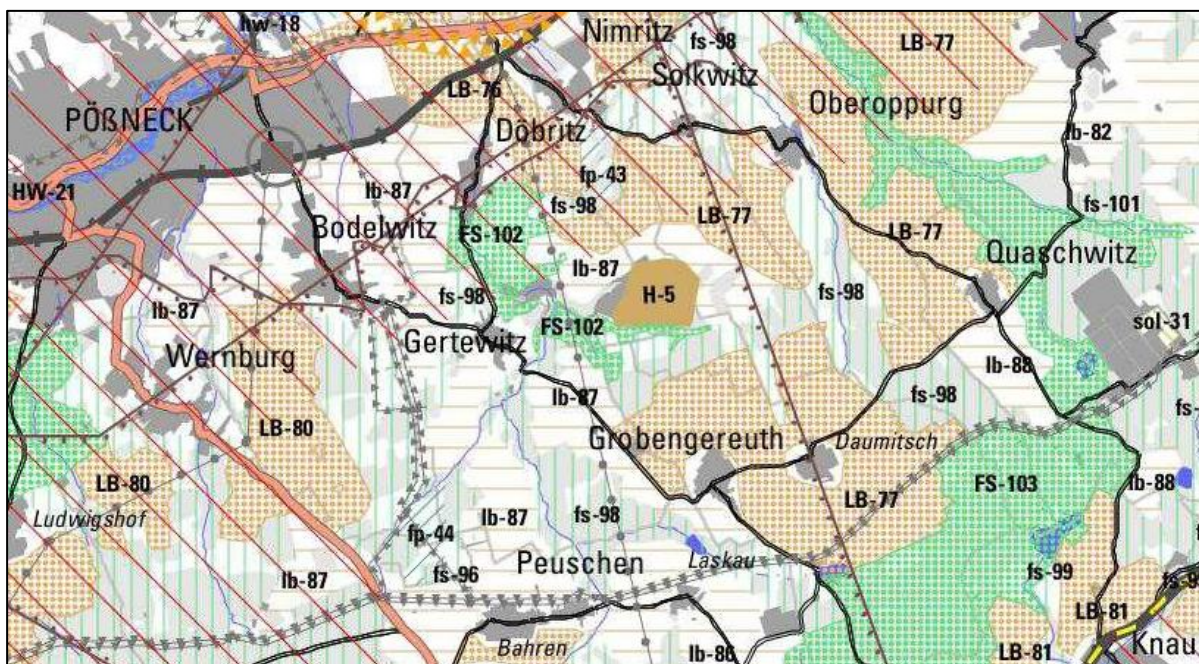 hw-18
Nimritz
fs-98
LB-77
Solkwitz
LB-76
Oberoppurg
PÖßNECK
Döbritz
lb-82
fp-43
HW-21
lb-87
fs-98
LB-77
fs-101
Bodelwitz
FS-102
LB-77
Quaschwitz
lb-87
fs-98
H-5
fs-98
lb-87
FS-102
sol-31
Wernburg
Gertewitz
lb-88
lb-87
fs-98
fs-
LB-80
Grobengereuth
Daumitsch
LB-80
LB-77
FS-103
lb-88
Ludwigshof
lb-87
fs-98
fp-44
Peuschen
Laskau
lb-87
fs-96
fs-99
LB-81
Bahren
lb-86
LB-81
Knau